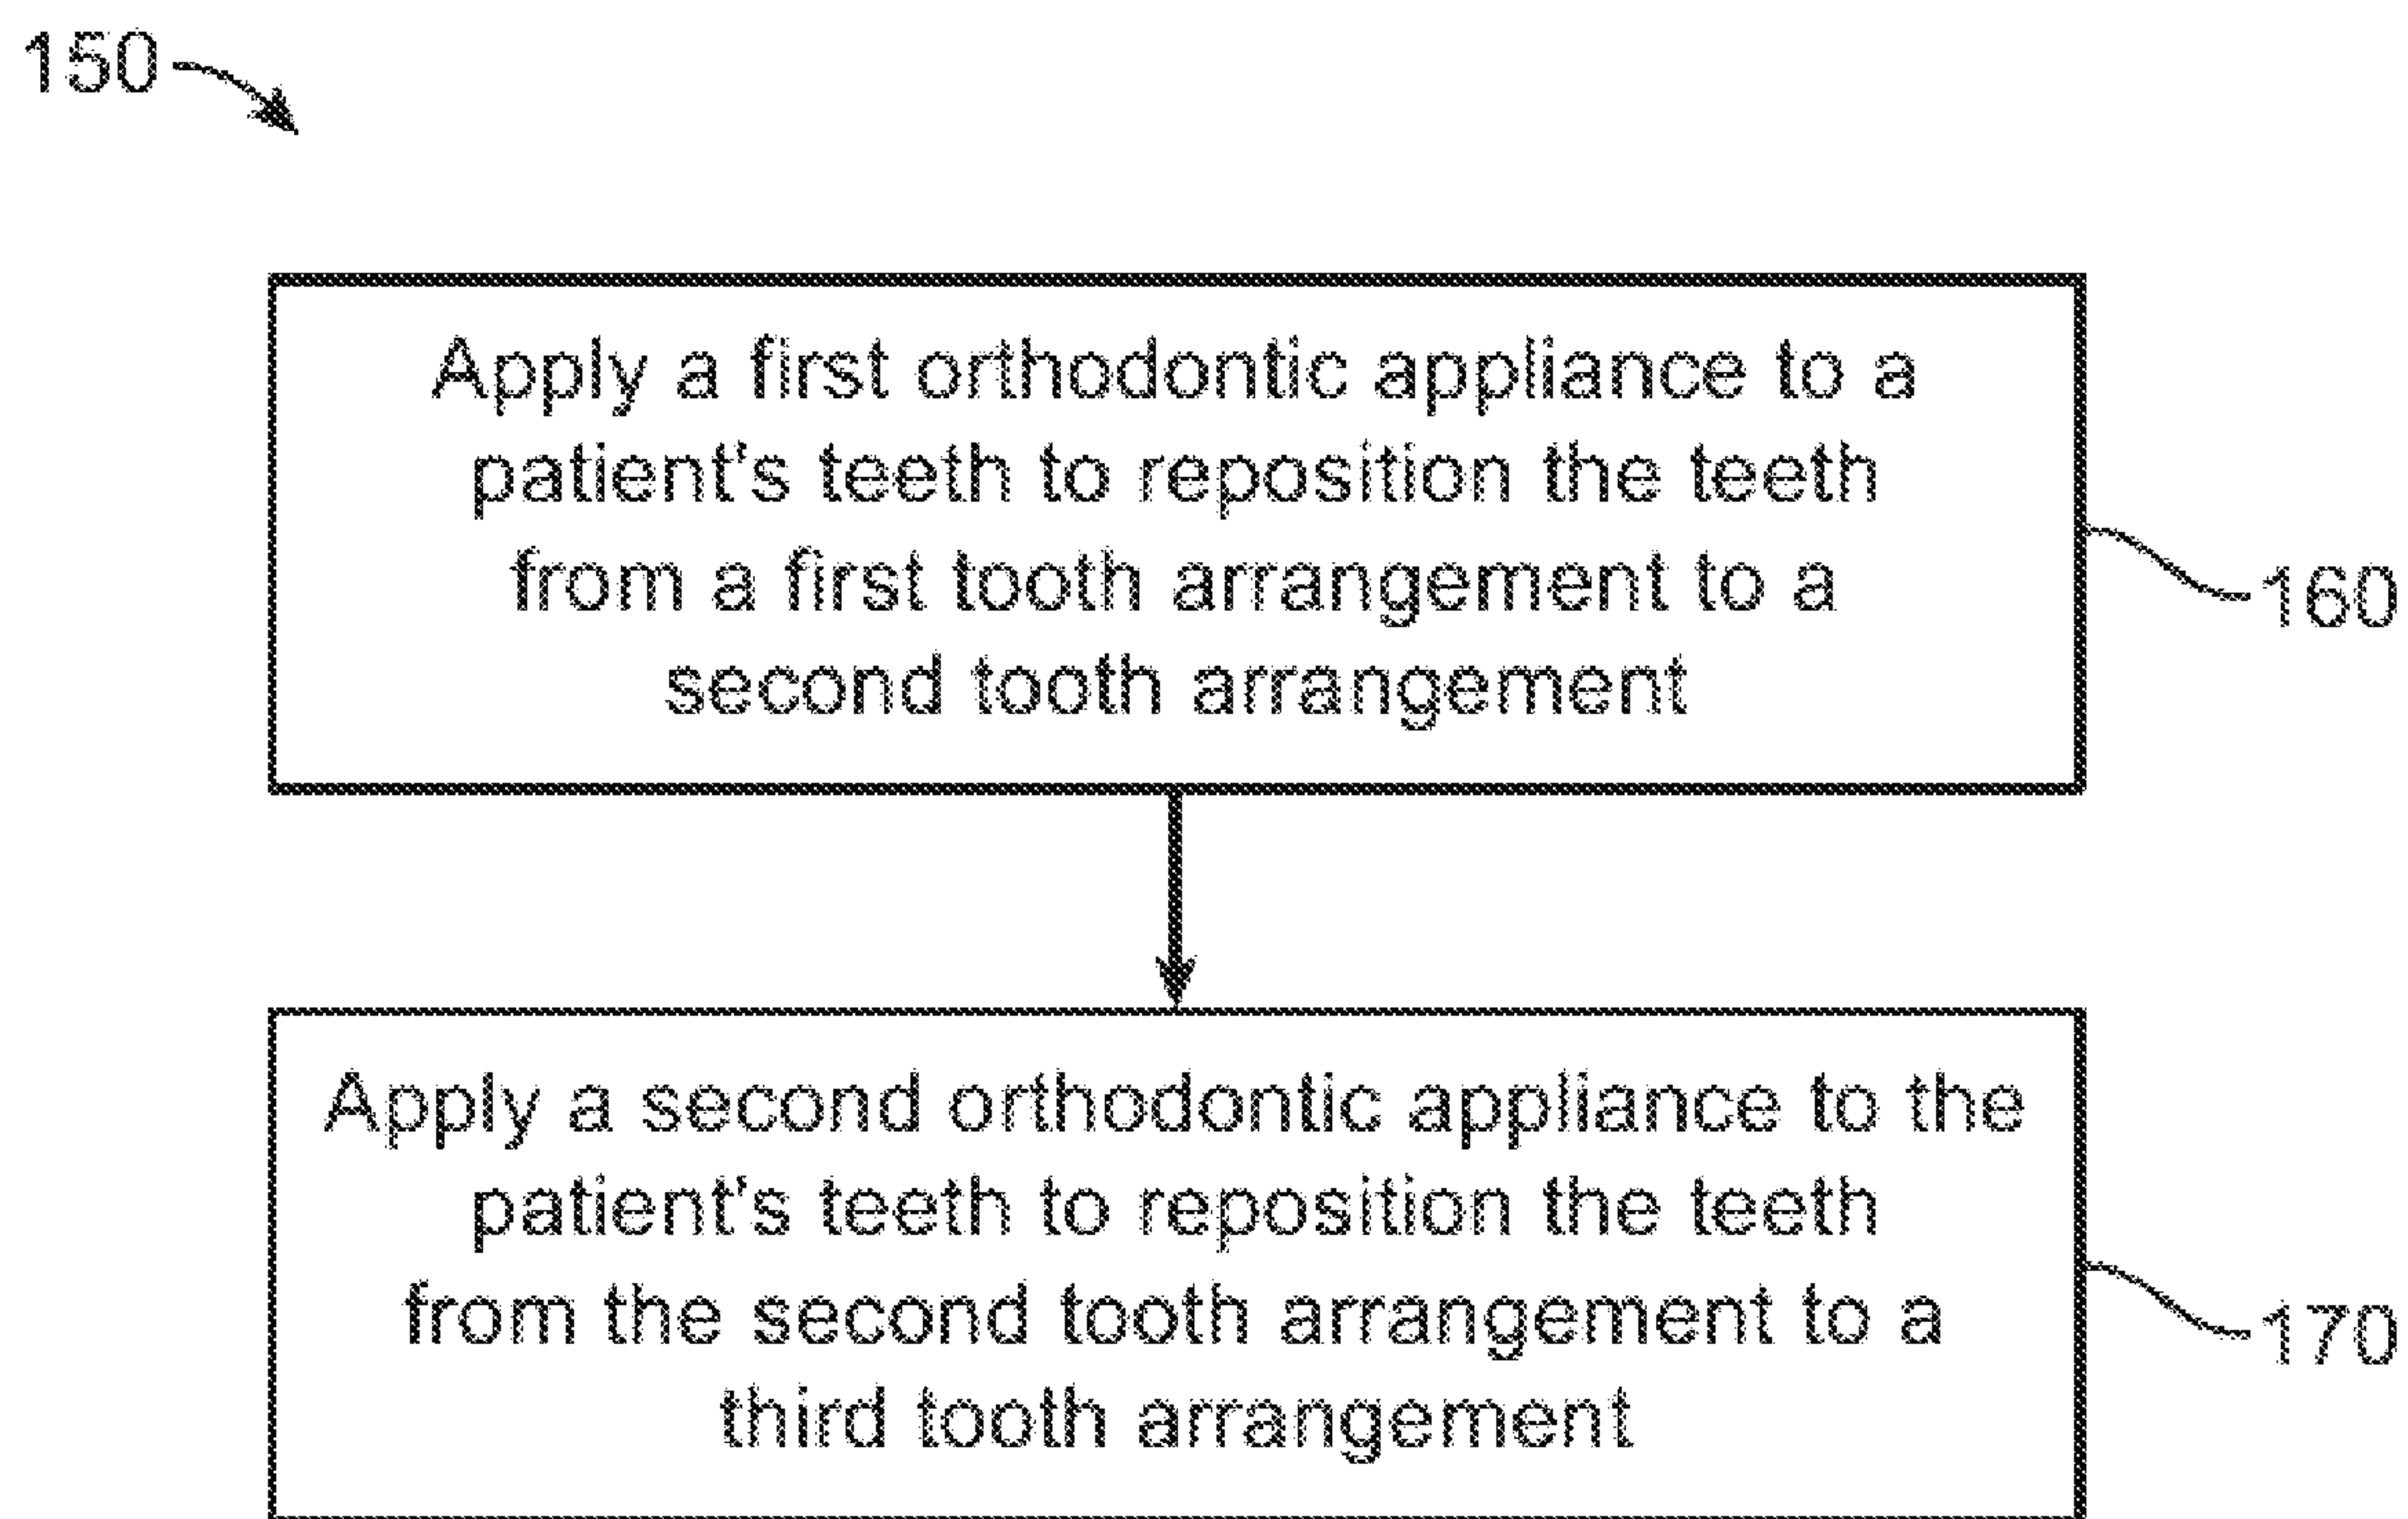 150
Apply a first orthodontic appliance to a
patient's teeth to reposition the teeth
from a first tooth arrangement to a
second tooth arrangement
160
Apply a second orthodontic appliance to the
patient's teeth to reposition the teeth
from the second tooth arrangement to a
third tooth arrangement
170